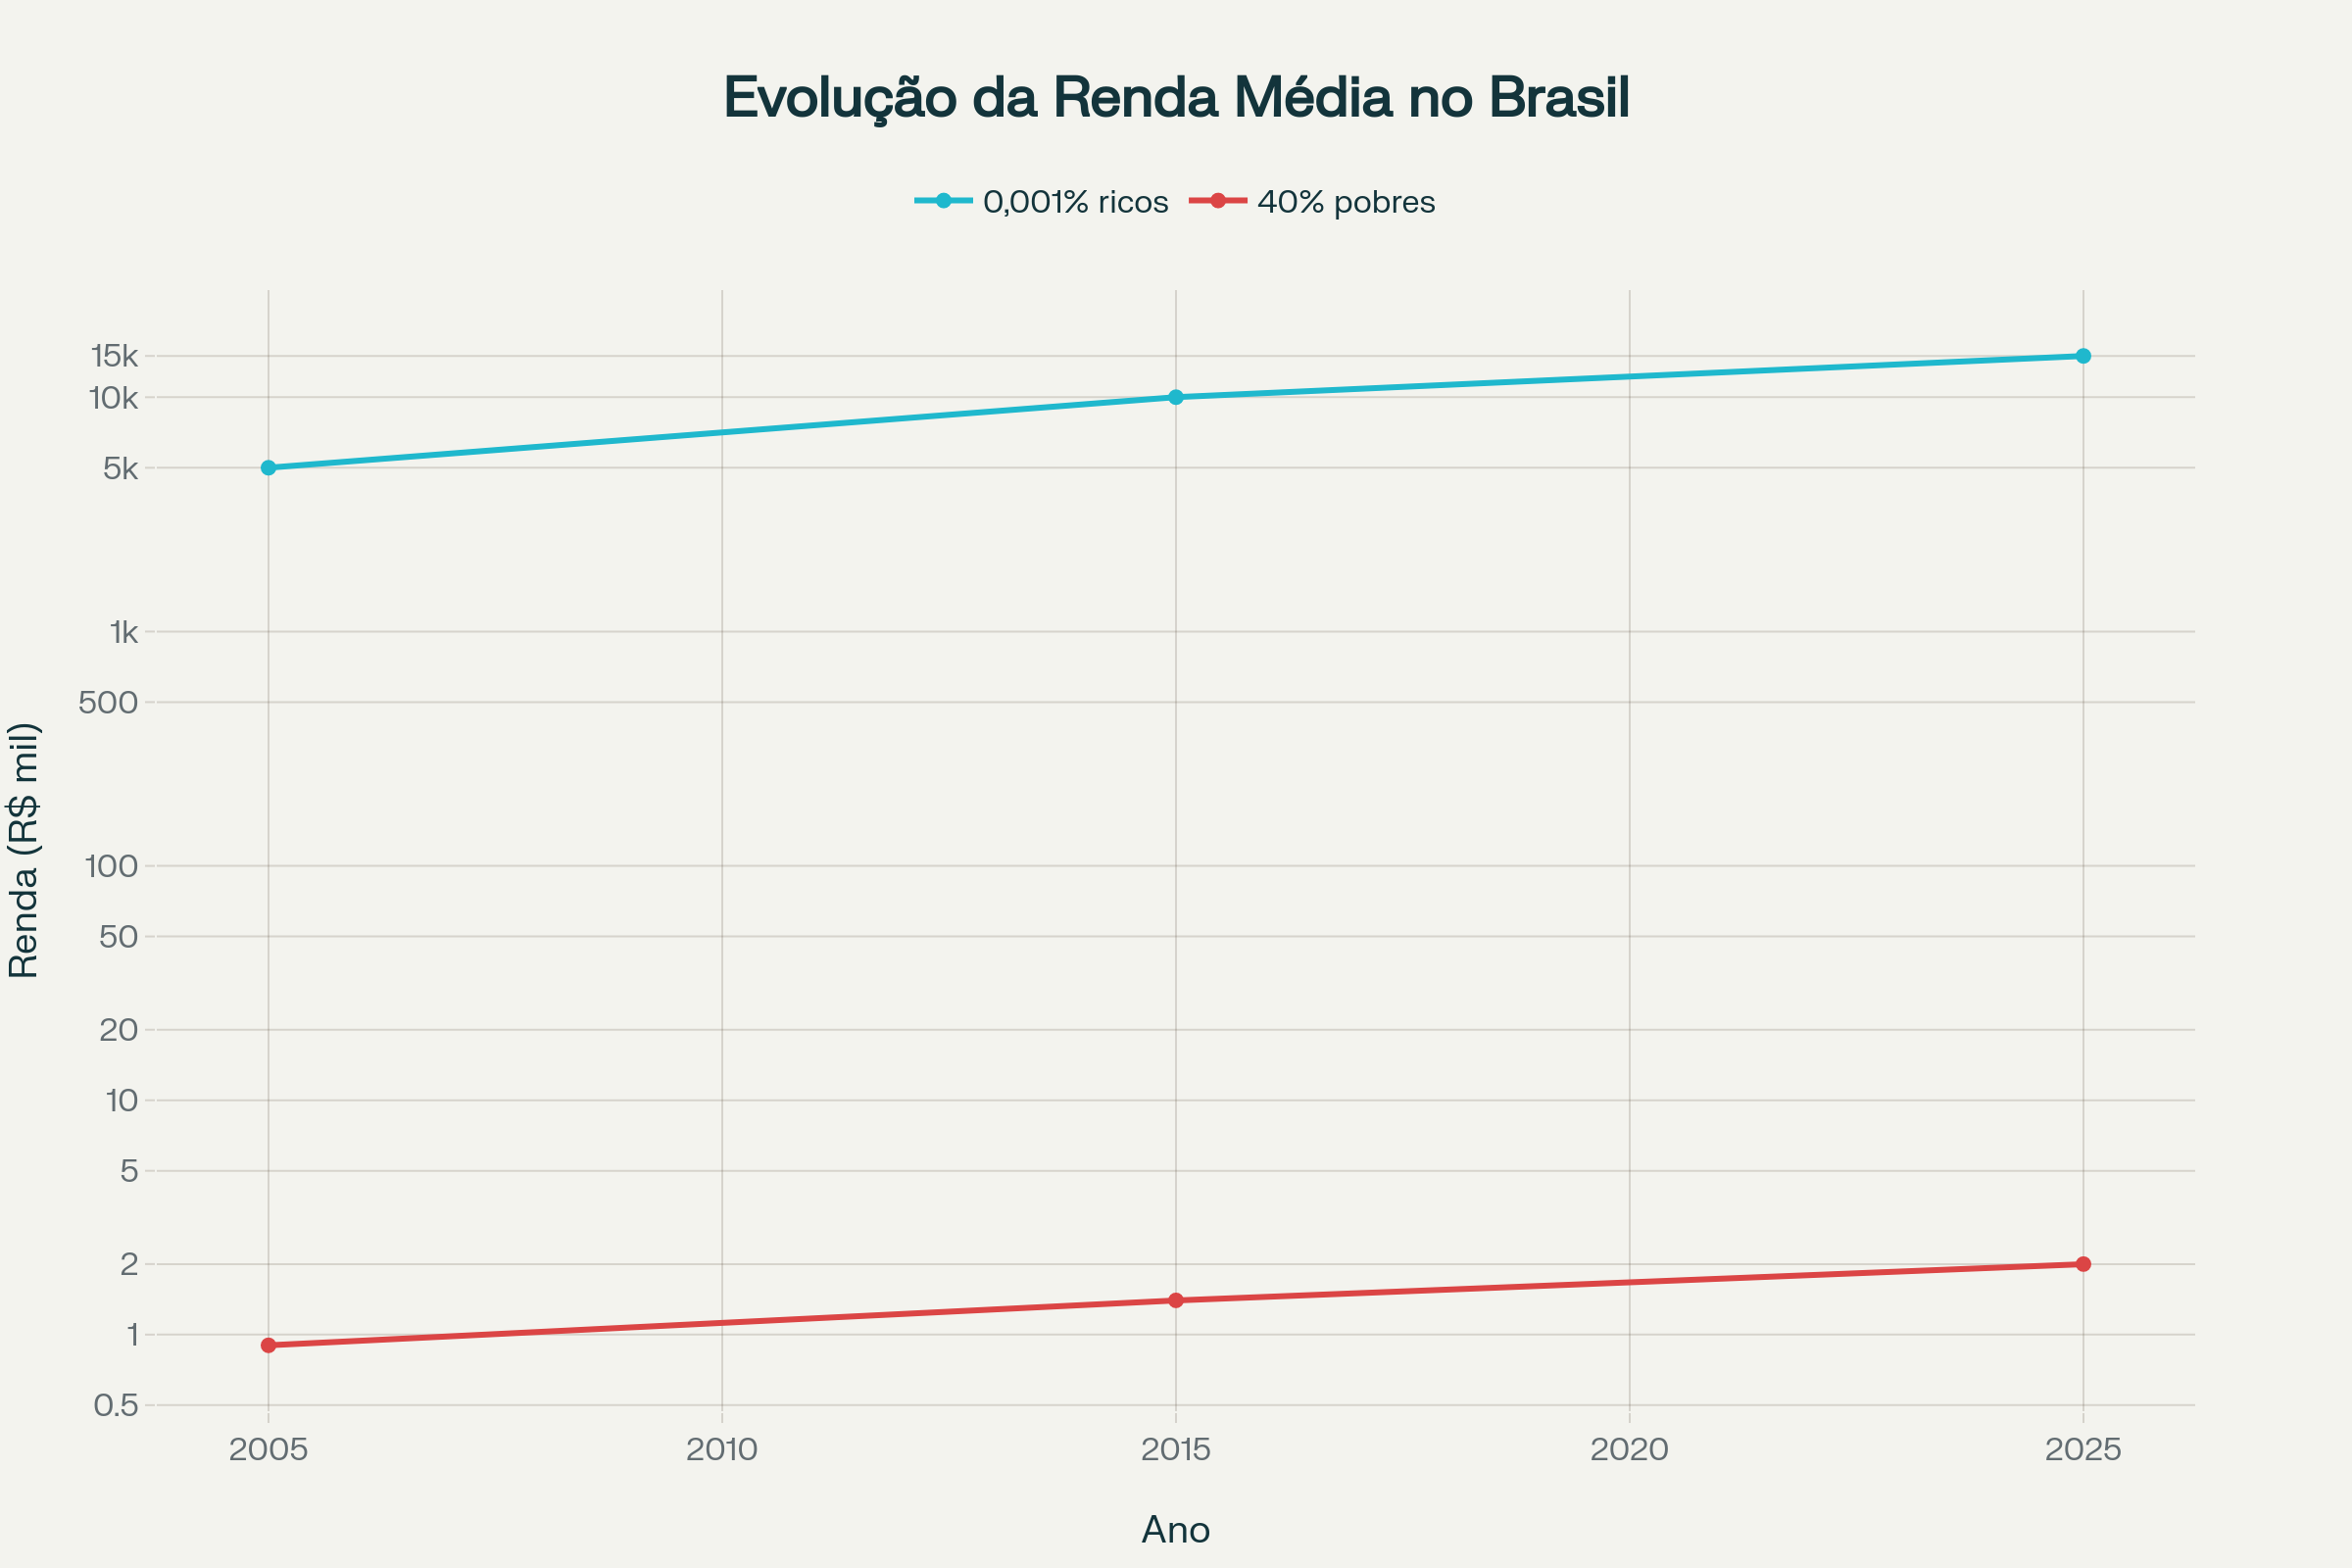 Evolução da Renda Média no Brasil
0,001% ricos 40% pobres
15k
10k
5k
1k
500
100
50
20
10
5
2
1
0.5
Renda (R$ mil)
2005 2010 2015 2020 2025
Ano